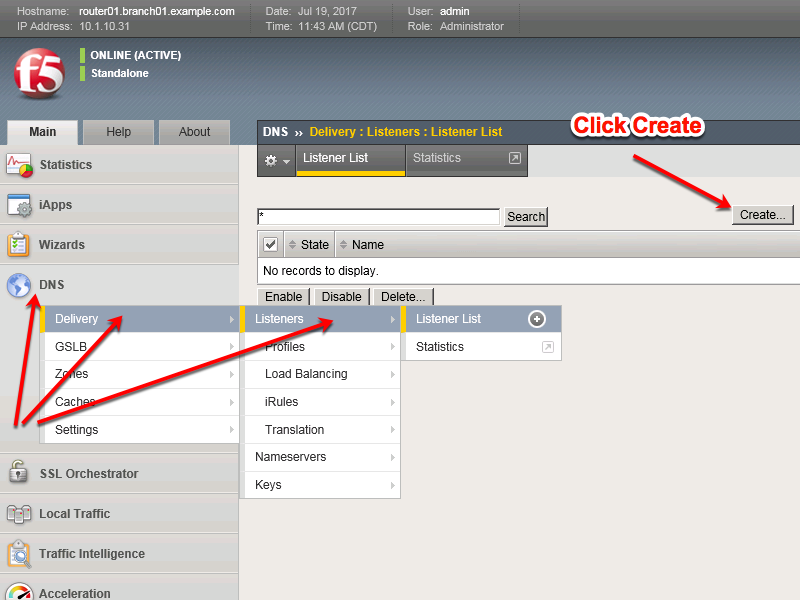 Hostname: router01.branch01.example.com Date: Jul 19, 2017 User: admin
IP Address: 10.1.10.31 Time: 11:43 AM (CDT) Role: Administrator
f5
ONLINE (ACTIVE)
Standalone
Main Help About
DNS ›› Delivery : Listeners : Listener List
Click Create
Listener List Statistics
Statistics
iApps
Wizards
DNS
* Search Create...
State Name
No records to display.
Enable Disable Delete...
Delivery
GSLB
Zones
Caches
Settings
Listeners
Profiles
Load Balancing
iRules
Translation
Nameservers
Keys
Listener List
Statistics
SSL Orchestrator
Local Traffic
Traffic Intelligence
Acceleration